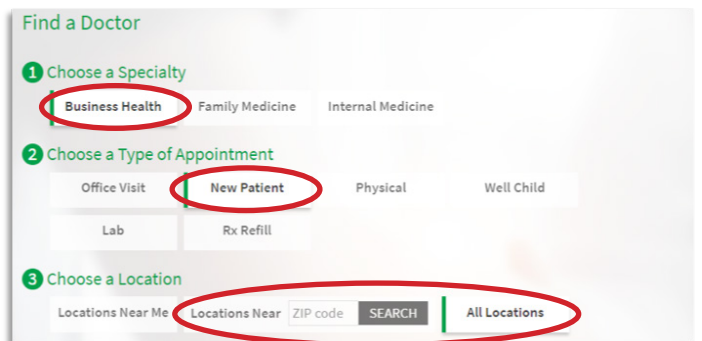 Find a Doctor
1 Choose a Specialty
Business Health Family Medicine Internal Medicine
2 Choose a Type of Appointment
Office Visit New Patient Physical Well Child
Lab Rx Refill
3 Choose a Location
Locations Near Me Locations Near ZIP code SEARCH All Locations